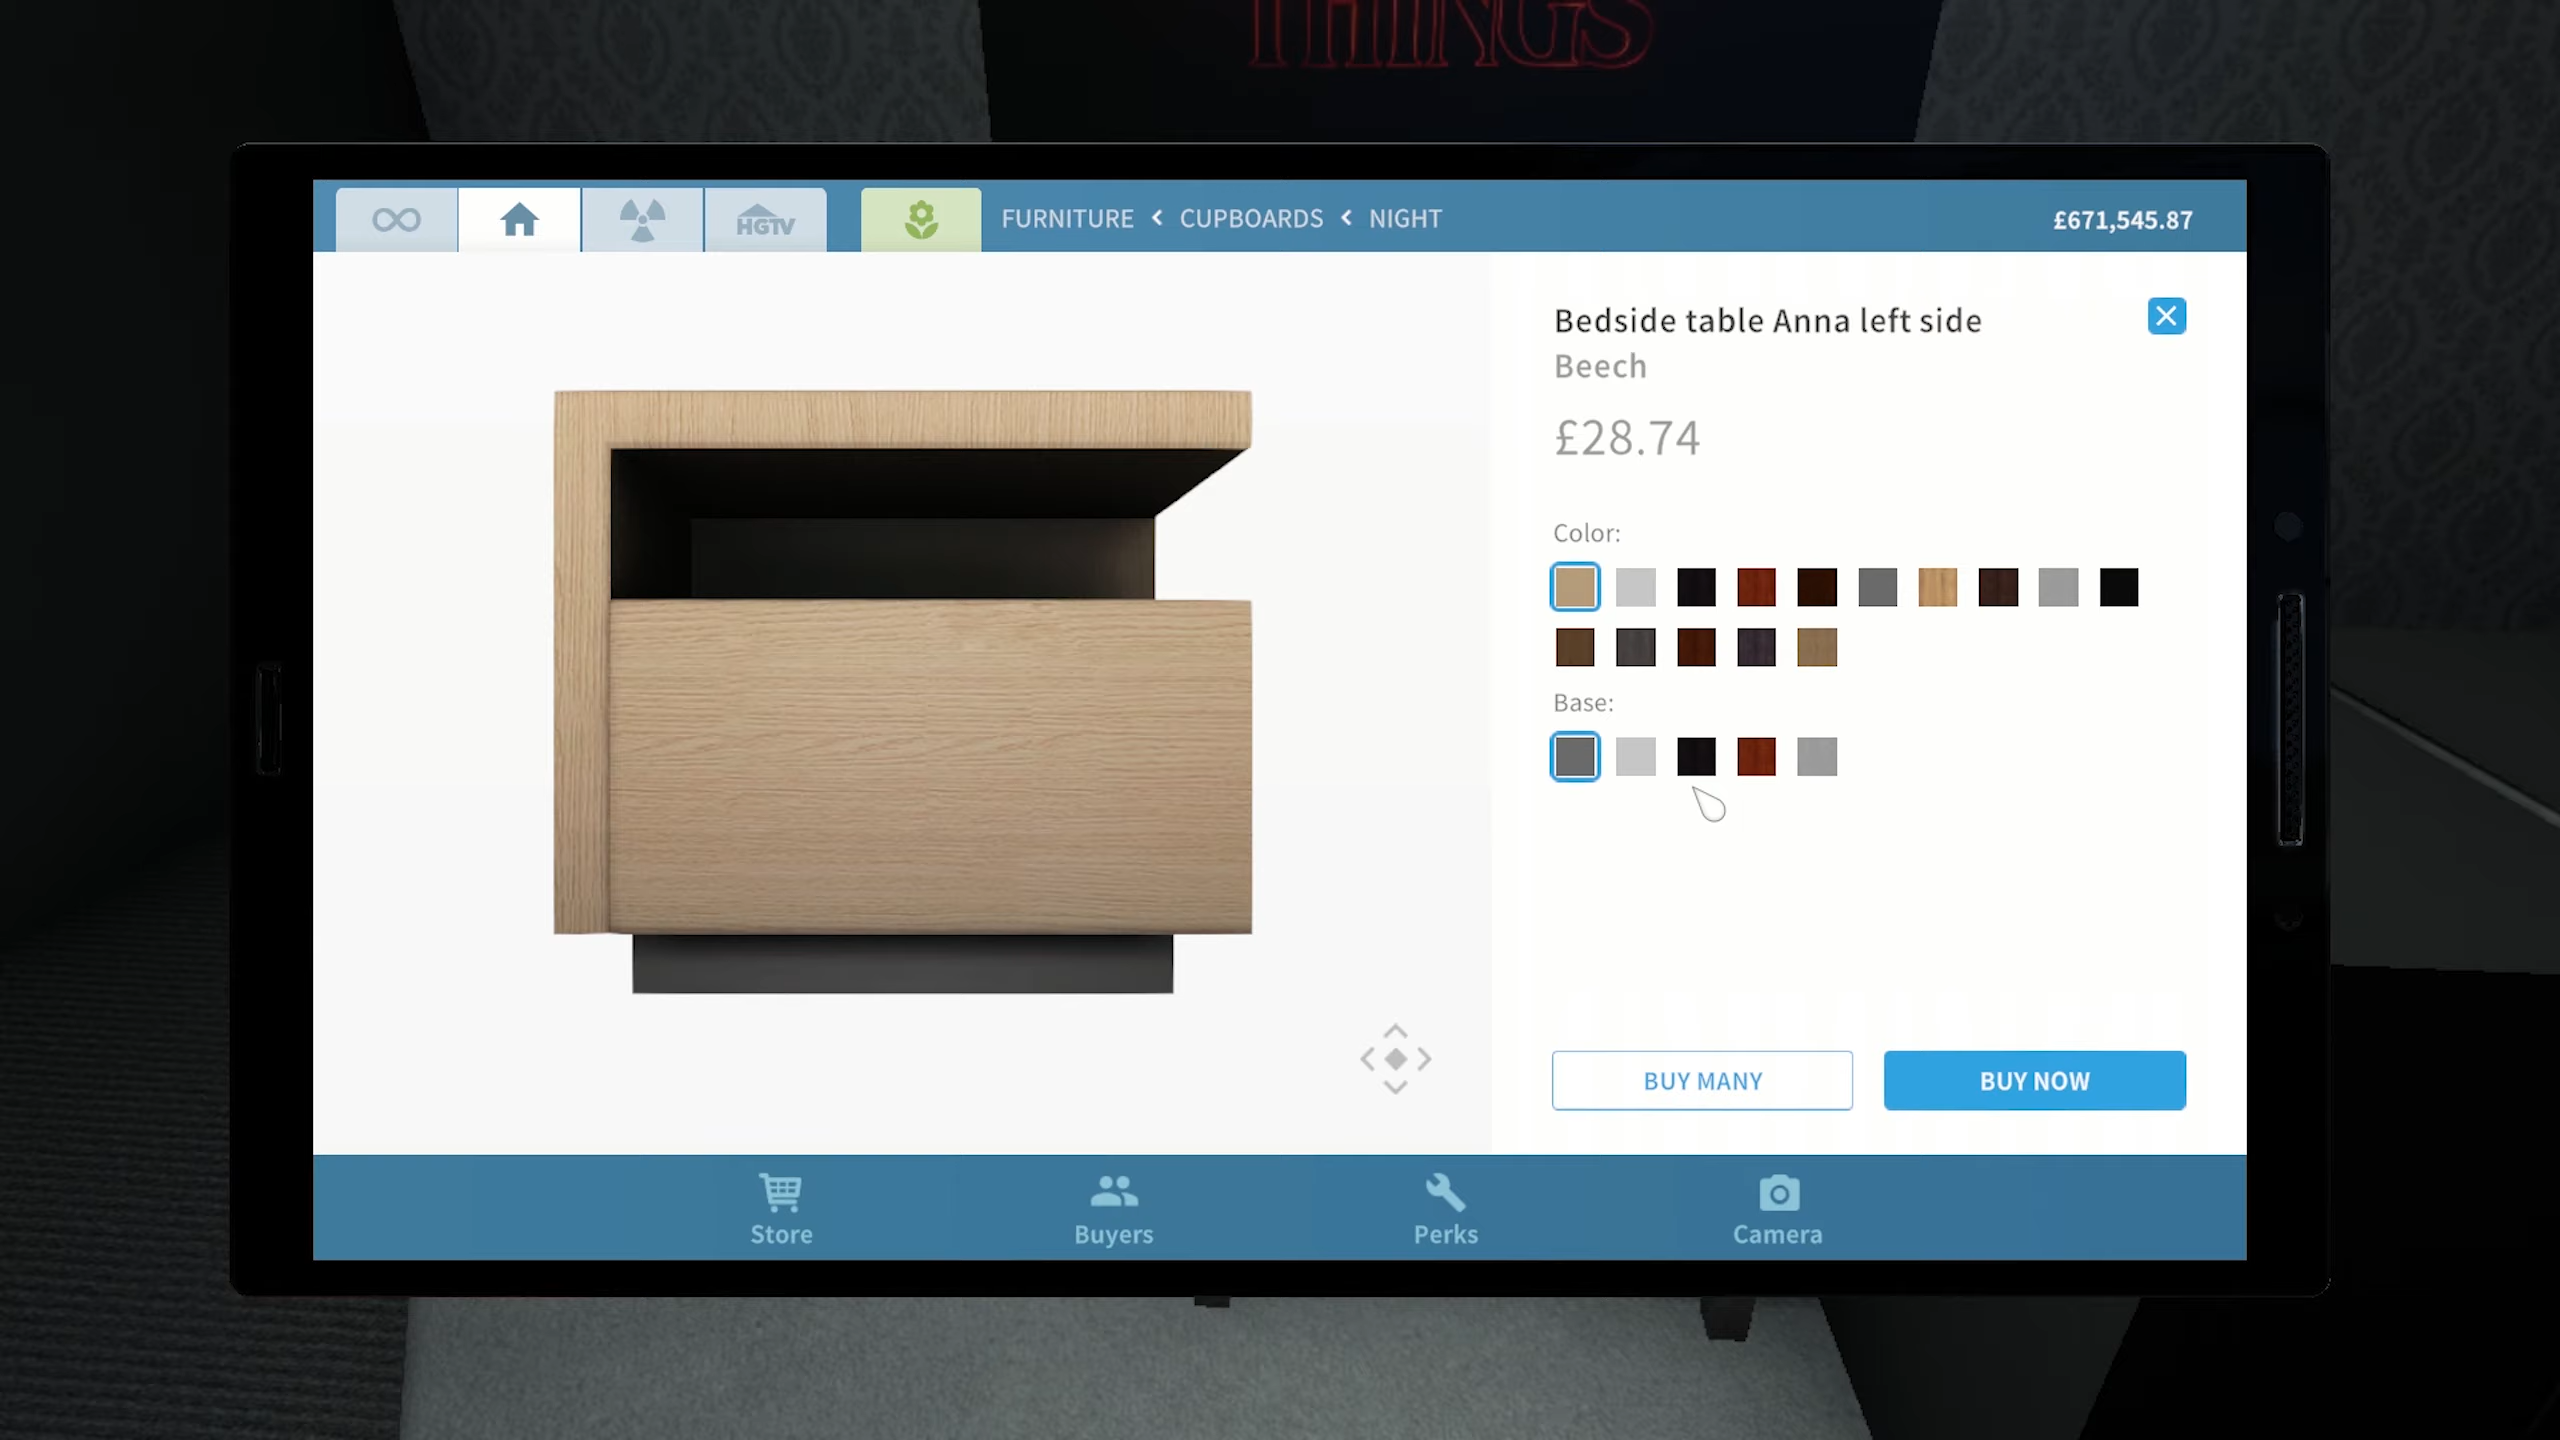 THINGS
HGTV
FURNITURE < CUPBOARDS < NIGHT
£671,545.87
Bedside table Anna left side
Beech
£28.74
Color:
Base:
BUY MANY
BUY NOW
Store
Buyers
Perks
Camera